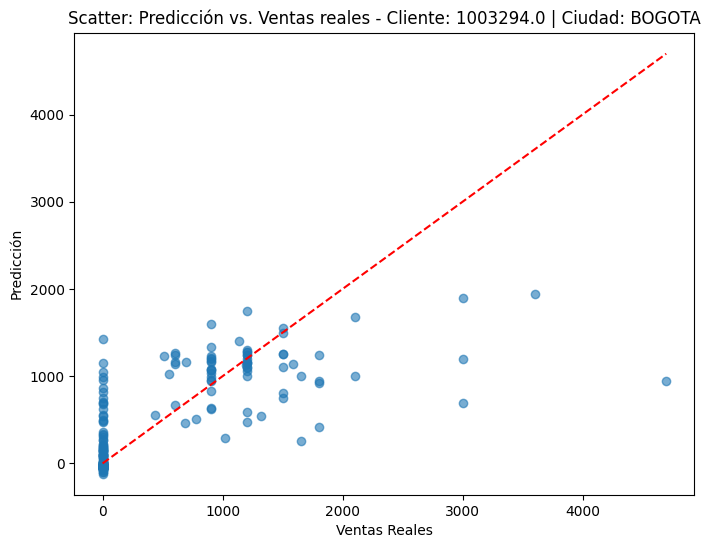 Scatter: Predicción vs. Ventas reales - Cliente: 1003294.0 | Ciudad: BOGOTA
Predicción
4000
3000
2000
1000
0
0 1000 2000 3000 4000
Ventas Reales